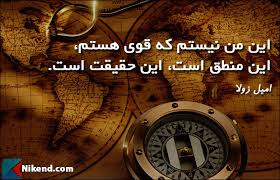 این من نیستم که قوی هستم،
این منطق است، این حقیقت است.
امیل زولا
Nikend.com